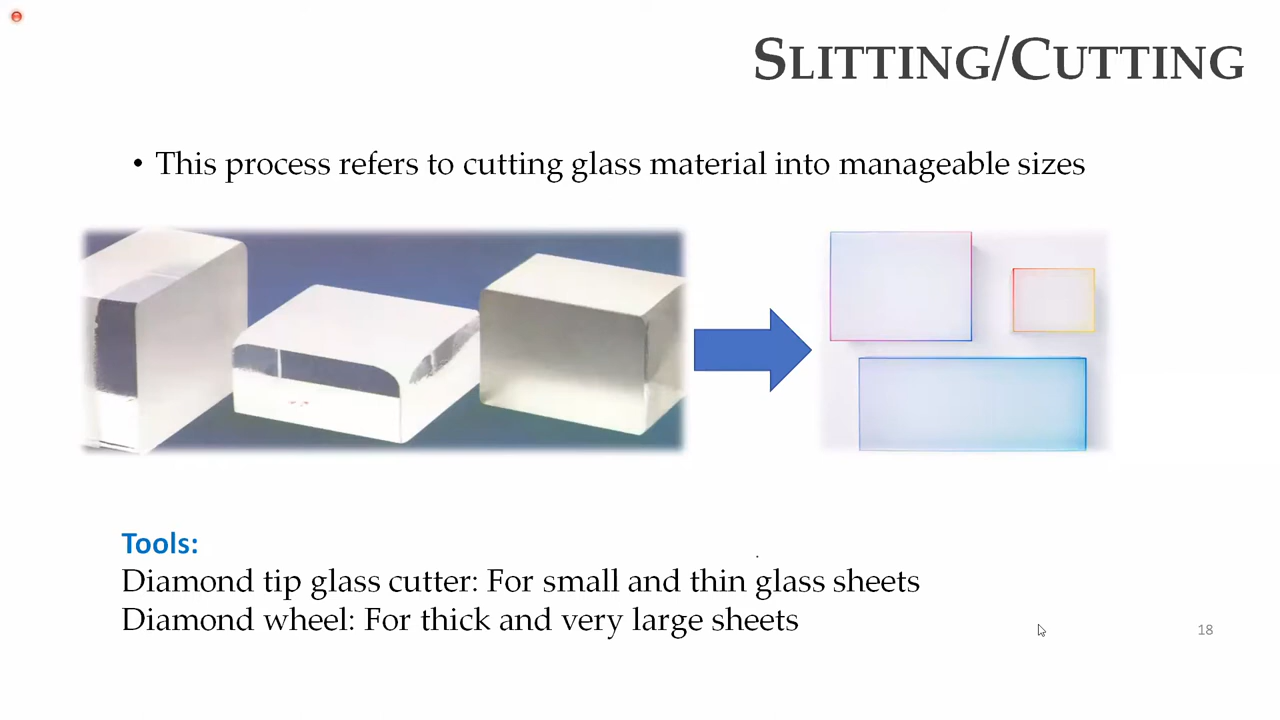 SLITTING/CUTTING
• This process refers to cutting glass material into manageable sizes
Tools:
Diamond tip glass cutter: For small and thin glass sheets
Diamond wheel: For thick and very large sheets
18